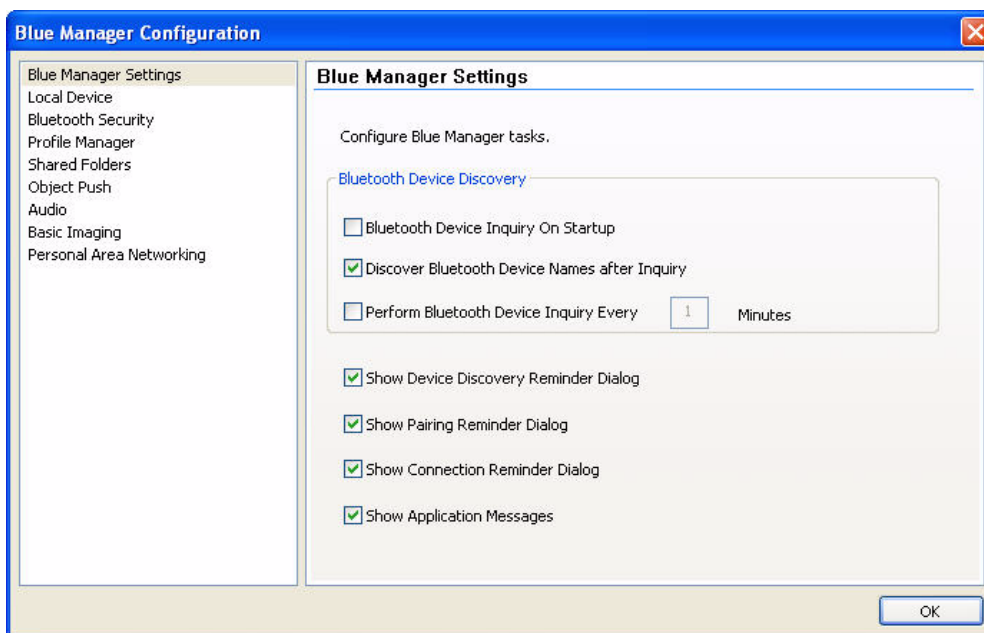 Blue Manager Configuration
Blue Manager Settings
Local Device
Bluetooth Security
Profile Manager
Shared Folders
Object Push
Audio
Basic Imaging
Personal Area Networking
Blue Manager Settings
Configure Blue Manager tasks.
Bluetooth Device Discovery
Bluetooth Device Inquiry On Startup
Discover Bluetooth Device Names after Inquiry
Perform Bluetooth Device Inquiry Every 1 Minutes
Show Device Discovery Reminder Dialog
Show Pairing Reminder Dialog
Show Connection Reminder Dialog
Show Application Messages
OK